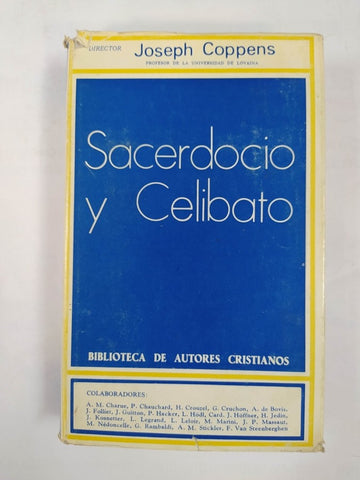 DIRECTOR Joseph Coppens
PROFESOR DE LA UNIVERSIDAD DE LOVAINA
Sacerdocio
y Celibato
BIBLIOTECA DE AUTORES CRISTIANOS
COLABORADORES:
A. M. Charue, P. Chauchard, H. Crouzel, G. Cruchon, A. de Bovis,
J. Folliet, J. Guitton, P. Hacker, L. Hödl, Card. J. Höffner, H. Jedin,
J. Kosnetter, L. Legrand, L. Leloir, M. Marini, J. P. Massaut,
M. Nédoncelle, G. Rambaldi, A. M. Stickler, F. Van Steenberghen